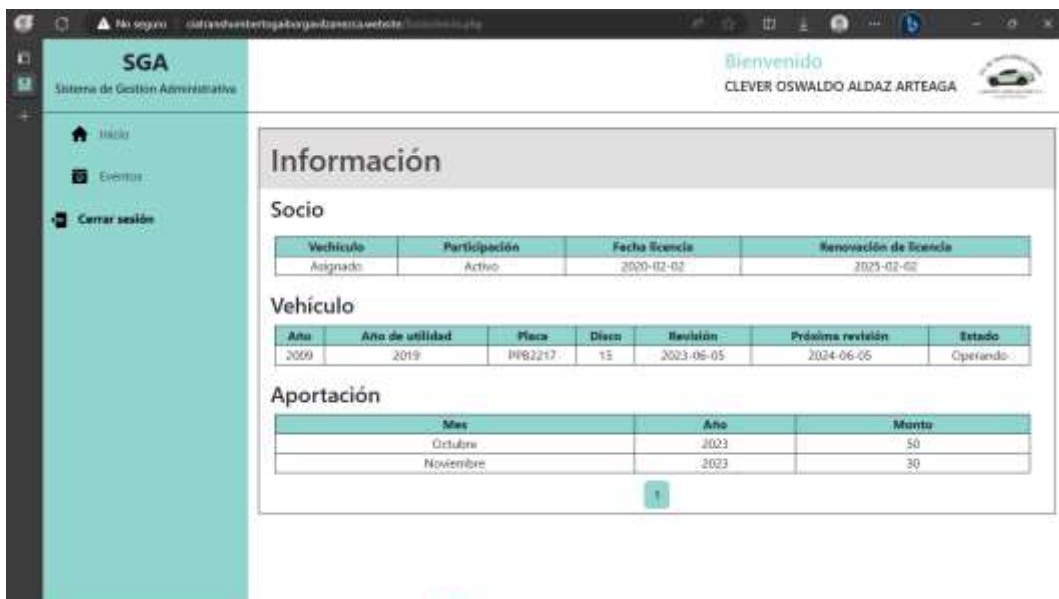 No seguro
SGA
Sistema de Gestion Administrativa
Bienvenido
CLEVER OSWALDO ALDAZ ARTEAGA
Inicio
Eventos
Cerrar sesión
Información
Socio
Vechículo Participación Fecha licencia Renovación de licencia
Asignado Activo 2020-02-02 2025-02-02
Vehículo
Año Año de utilidad Placa Disco Revisión Próxima revisión Estado
2009 2019 PPB2217 13 2023-06-05 2024-06-05 Operando
Aportación
Mes Año Monto
Octubre 2023 50
Noviembre 2023 30
1